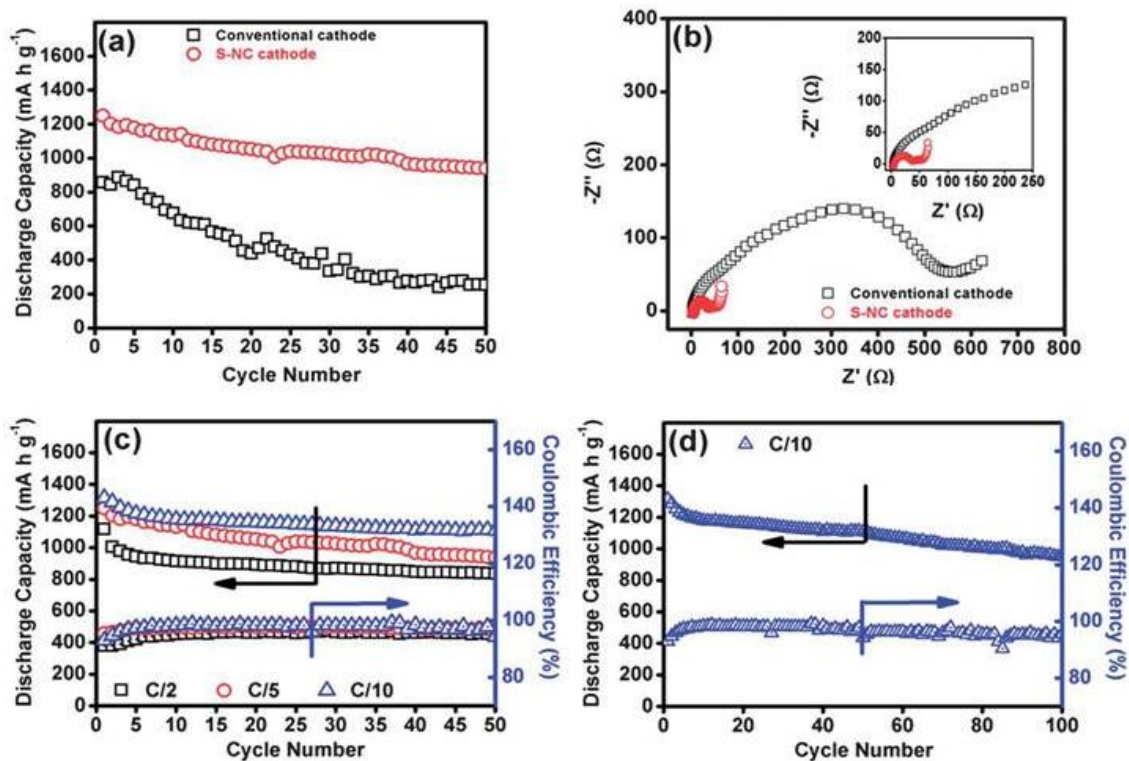 (a)
Conventional cathode
S-NC cathode
Discharge Capacity (mA h g⁻¹)
1600
1400
1200
1000
800
600
400
200
0
0 5 10 15 20 25 30 35 40 45 50
Cycle Number
(b)
-Z'' (Ω)
400
300
200
100
0
0 100 200 300 400 500 600 700 800
Z' (Ω)
-Z'' (Ω)
200
150
100
50
0
0 50 100 150 200 250
Z' (Ω)
Conventional cathode
S-NC cathode
(c)
Discharge Capacity (mA h g⁻¹)
1600
1400
1200
1000
800
600
400
200
0
160
140
120
100
80
Coulombic Efficiency (%)
C/2 C/5 C/10
0 5 10 15 20 25 30 35 40 45 50
Cycle Number
(d)
C/10
Discharge Capacity (mA h g⁻¹)
1600
1400
1200
1000
800
600
400
200
0
160
140
120
100
80
Coulombic Efficiency (%)
0 20 40 60 80 100
Cycle Number